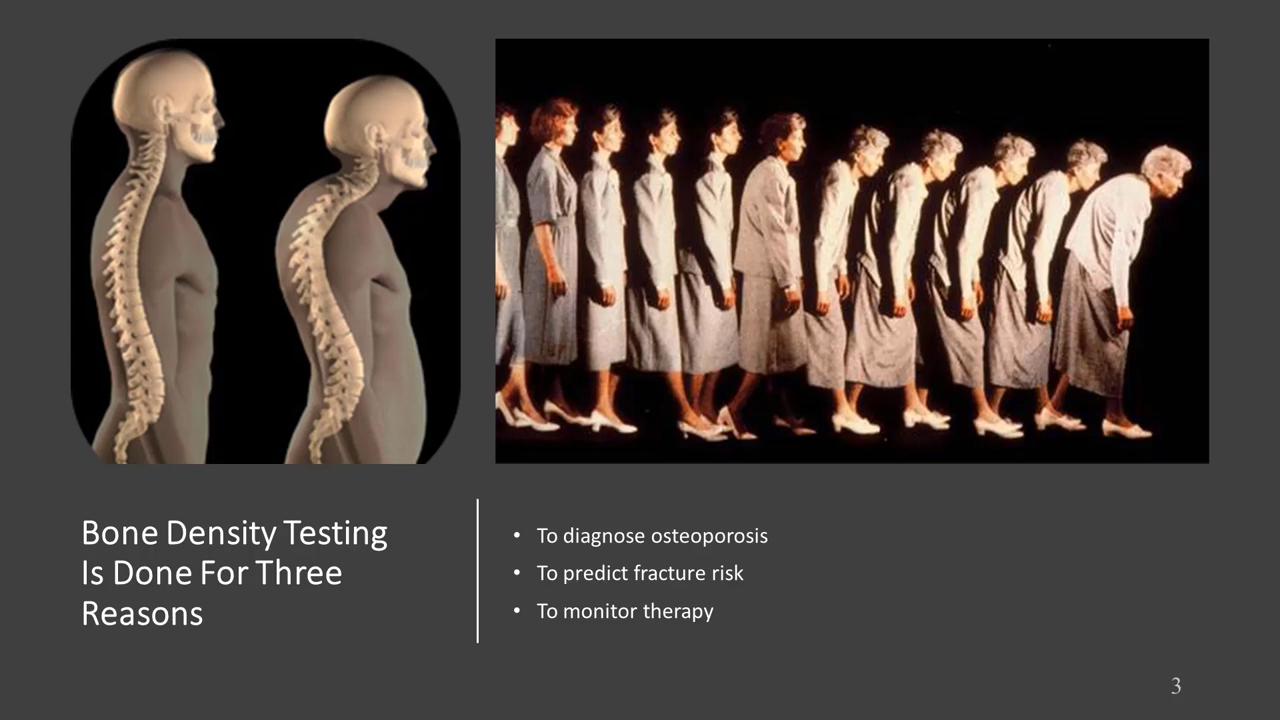 Bone Density Testing
Is Done For Three
Reasons
• To diagnose osteoporosis
• To predict fracture risk
• To monitor therapy
3